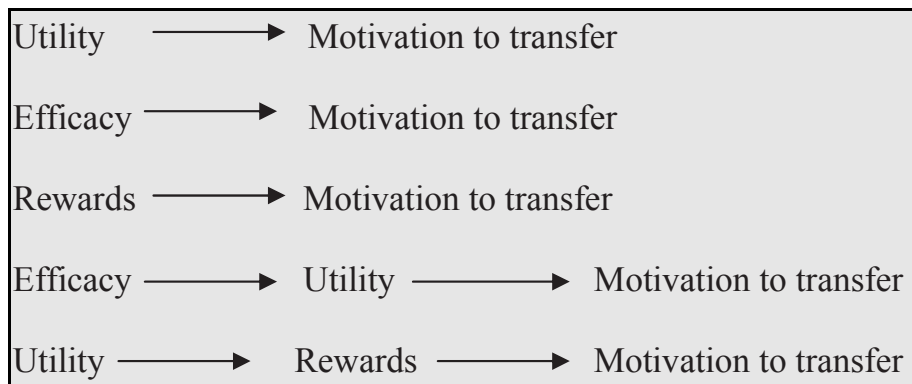 Utility Motivation to transfer
Efficacy Motivation to transfer
Rewards Motivation to transfer
Efficacy Utility Motivation to transfer
Utility Rewards Motivation to transfer